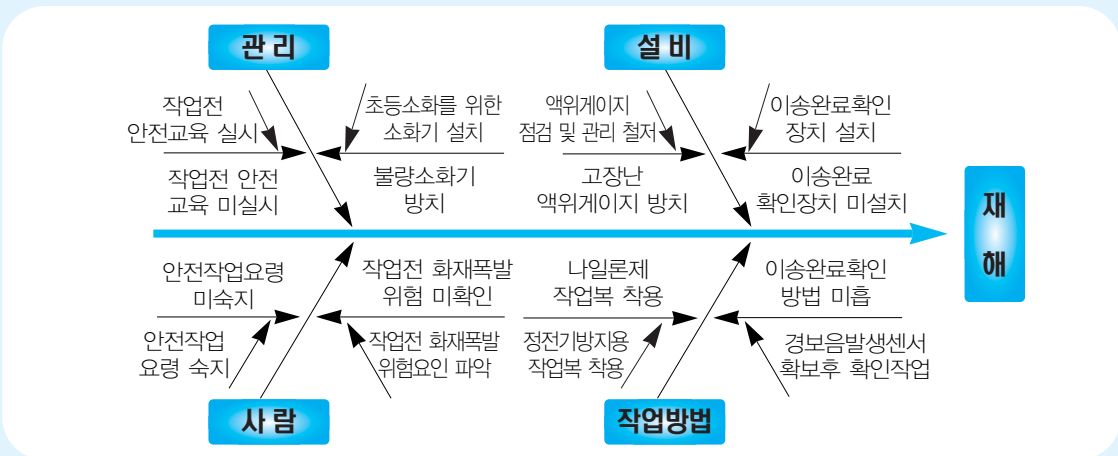 관 리
설 비
작업전
안전교육 실시
초등소화를 위한
소화기 설치
액위게이지
점검 및 관리 철저
이송완료확인
장치 설치
작업전 안전
교육 미실시
불량소화기
방치
고장난
액위게이지 방치
이송완료
확인장치 미설치
재
해
안전작업요령
미숙지
작업전 화재폭발
위험 미확인
나일론제
작업복 착용
이송완료확인
방법 미흡
안전작업
요령 숙지
작업전 화재폭발
위험요인 파악
정전기방지용
작업복 착용
경보음발생센서
확보후 확인작업
사 람
작업방법